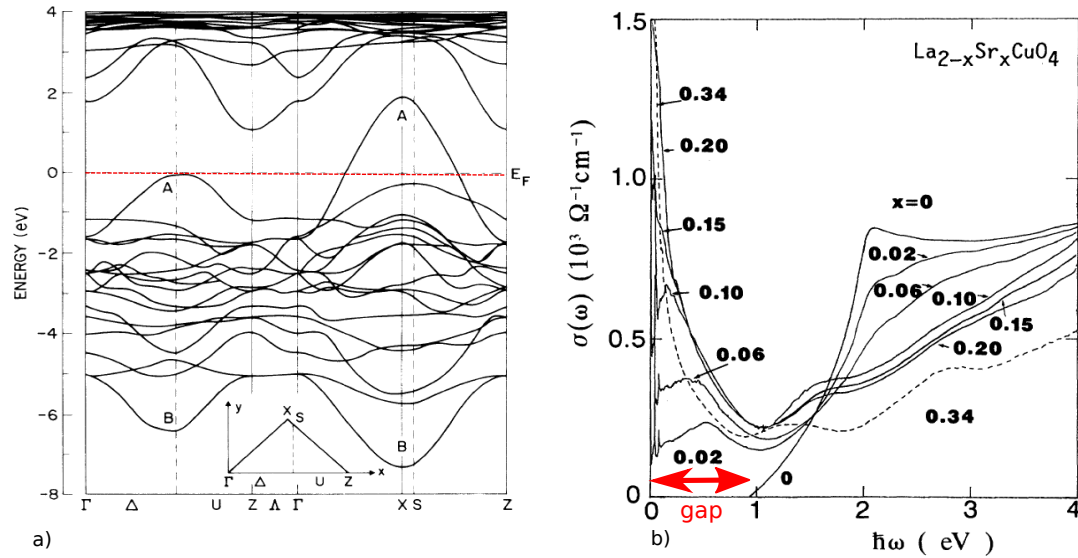 4
2
0
-2
-4
-6
-8
ENERGY (eV)
A
A
B
B
E_F
y
X
S
Γ
Δ
U
Z
x
Γ
Δ
U
Z
Λ
Γ
X
S
Z
a)
1.5
1.0
0.5
0
σ(ω) (10³ Ω⁻¹cm⁻¹)
La₂₋ₓSrₓCuO₄
0.34
0.20
0.15
0.10
0.06
0.02
x=0
0.02
0.06
0.10
0.15
0.20
0.34
0
gap
0
1
2
3
4
ħω ( eV )
b)